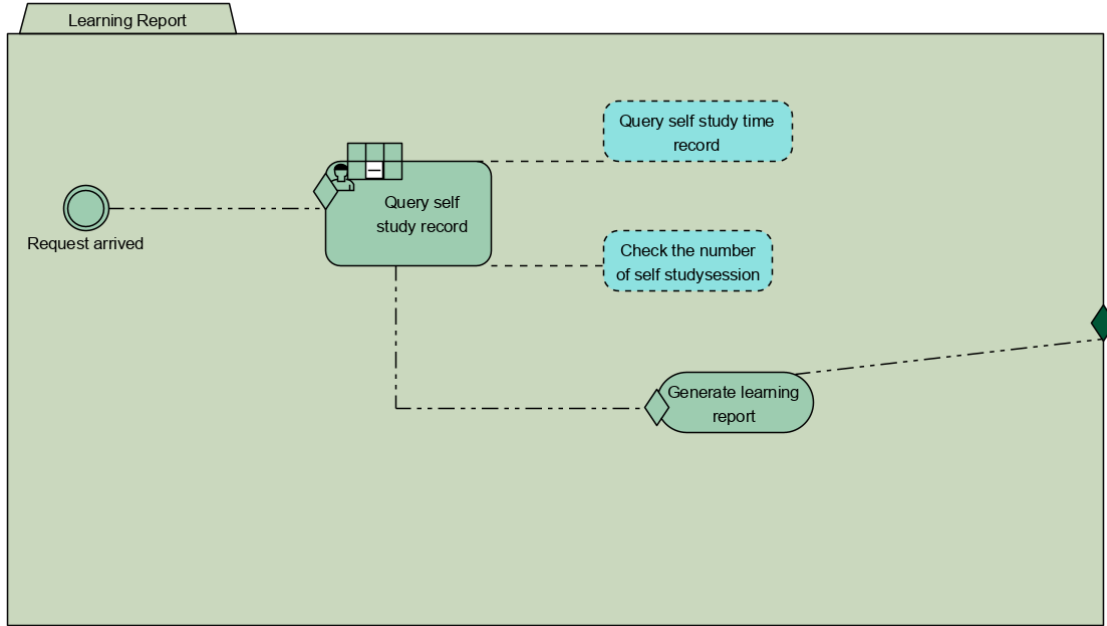 Learning Report
Query self study time
record
Query self
study record
Request arrived
Check the number
of self studysession
Generate learning
report